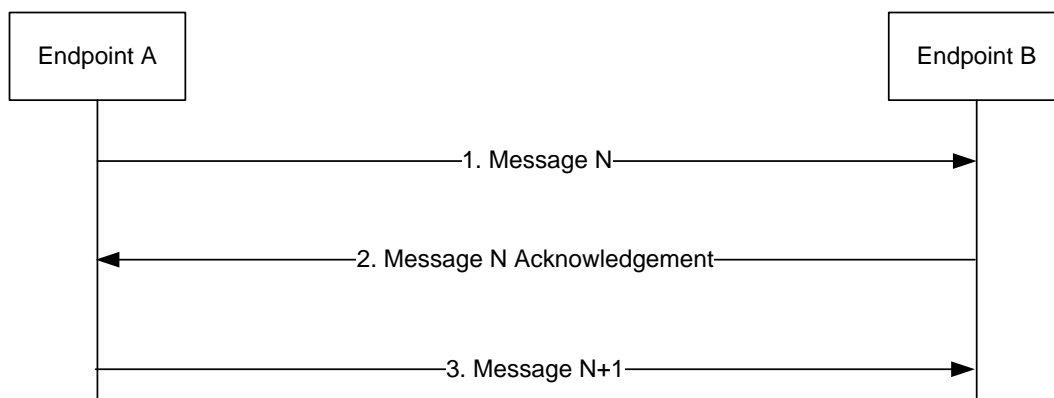 Endpoint A
Endpoint B
1. Message N
2. Message N Acknowledgement
3. Message N+1